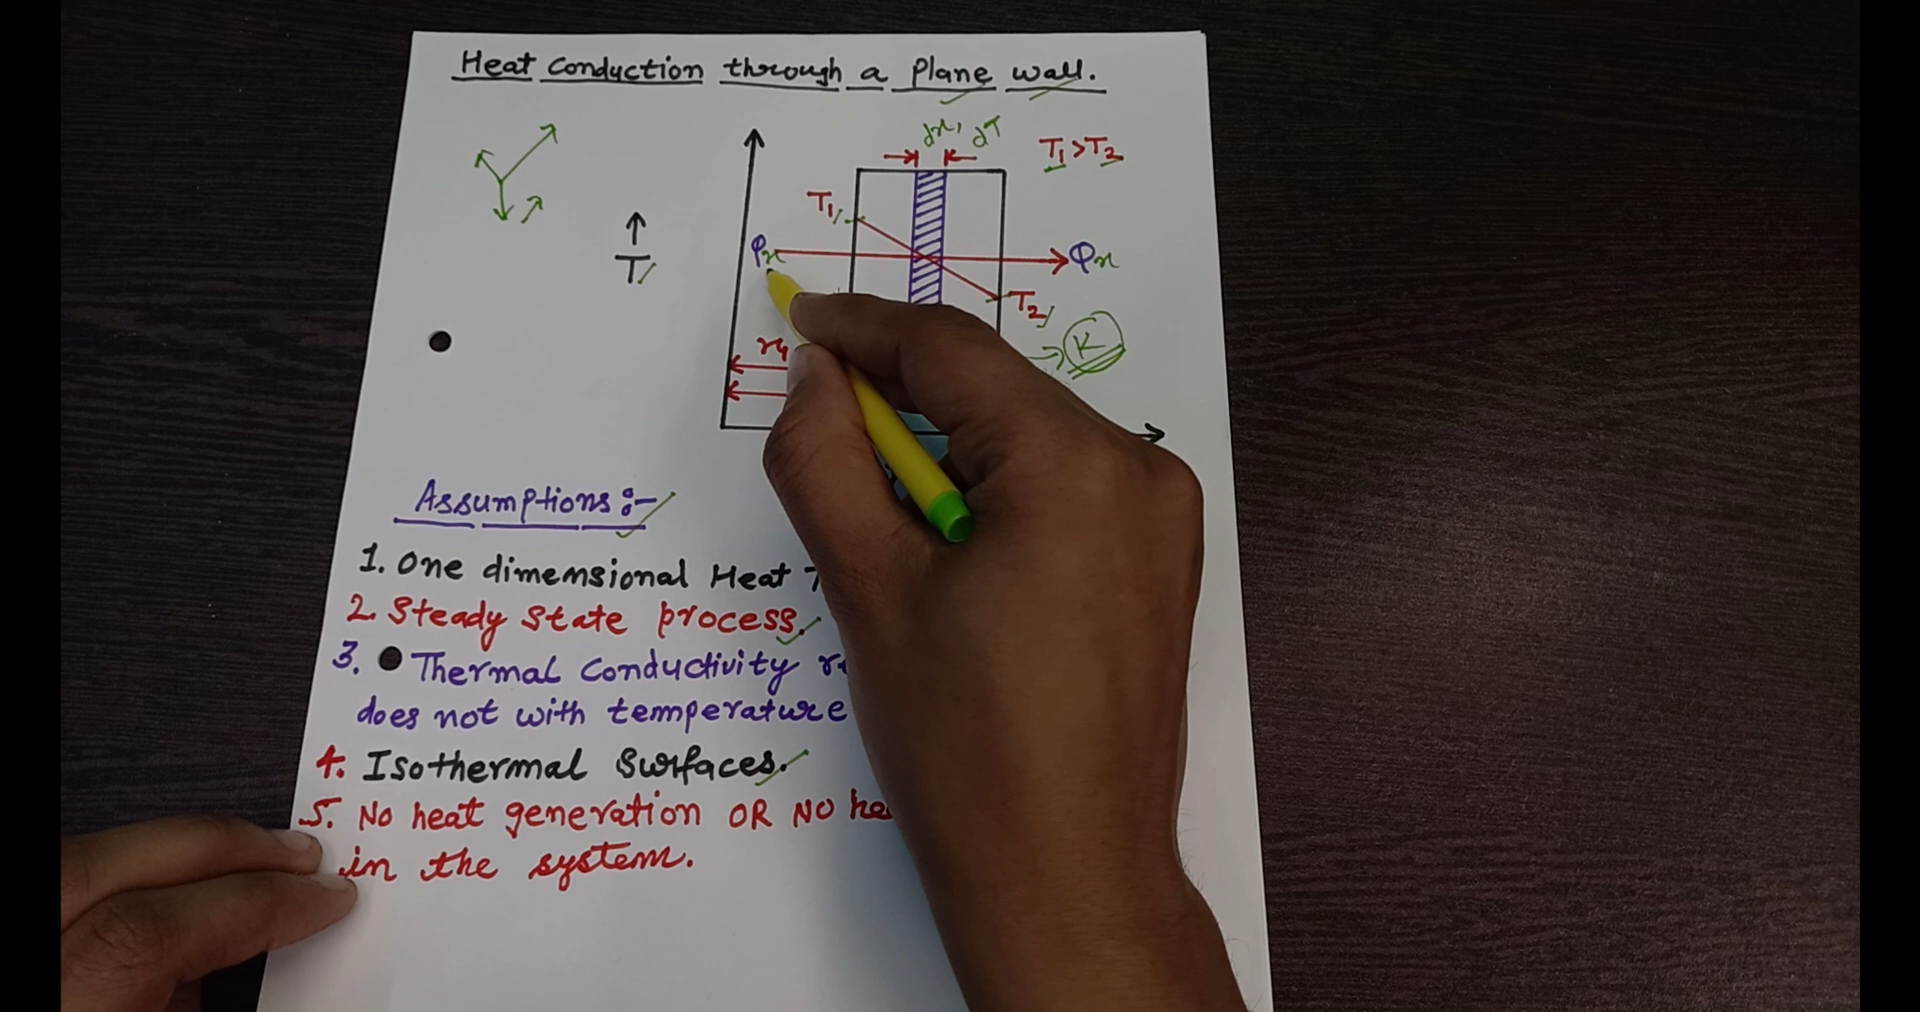 Heat Conduction through a Plane wall.
dx, dT
T1>T2
T1
T
Qx
Qx
T2
K
Assumptions :-
1. One dimensional Heat
2. Steady State process.
3. Thermal Conductivity
does not with temperature
4. Isothermal Surfaces.
5. No heat generation OR NO
in the system.